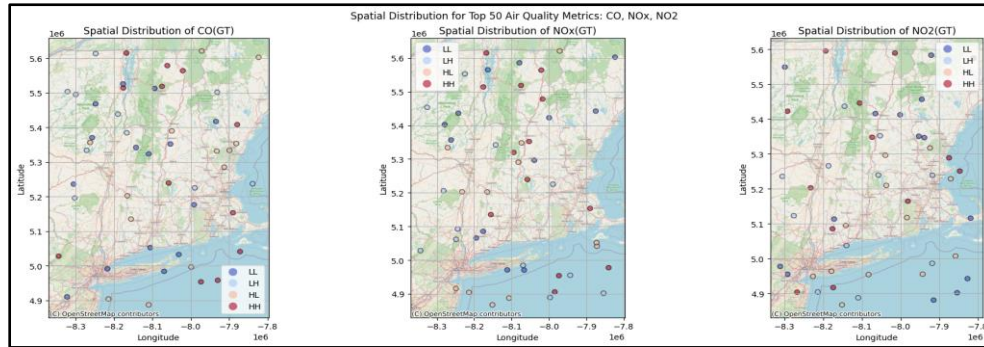 Spatial Distribution for Top 50 Air Quality Metrics: CO, NOx, NO2
Spatial Distribution of CO(GT)
1e6
5.6
5.5
5.4
5.3
5.2
5.1
5.0
4.9
Latitude
LL
LH
HL
HH
(C) OpenStreetMap contributors
−8.3 −8.2 −8.1 −8.0 −7.9 −7.8
Longitude
1e6
Spatial Distribution of NOx(GT)
1e6
LL
LH
HL
HH
5.6
5.5
5.4
5.3
5.2
5.1
5.0
4.9
Latitude
(C) OpenStreetMap contributors
−8.3 −8.2 −8.1 −8.0 −7.9 −7.8
Longitude
1e6
Spatial Distribution of NO2(GT)
1e6
LL
LH
HL
HH
5.6
5.5
5.4
5.3
5.2
5.1
5.0
4.9
Latitude
(C) OpenStreetMap contributors
−8.3 −8.2 −8.1 −8.0 −7.9 −7.8
Longitude
1e6